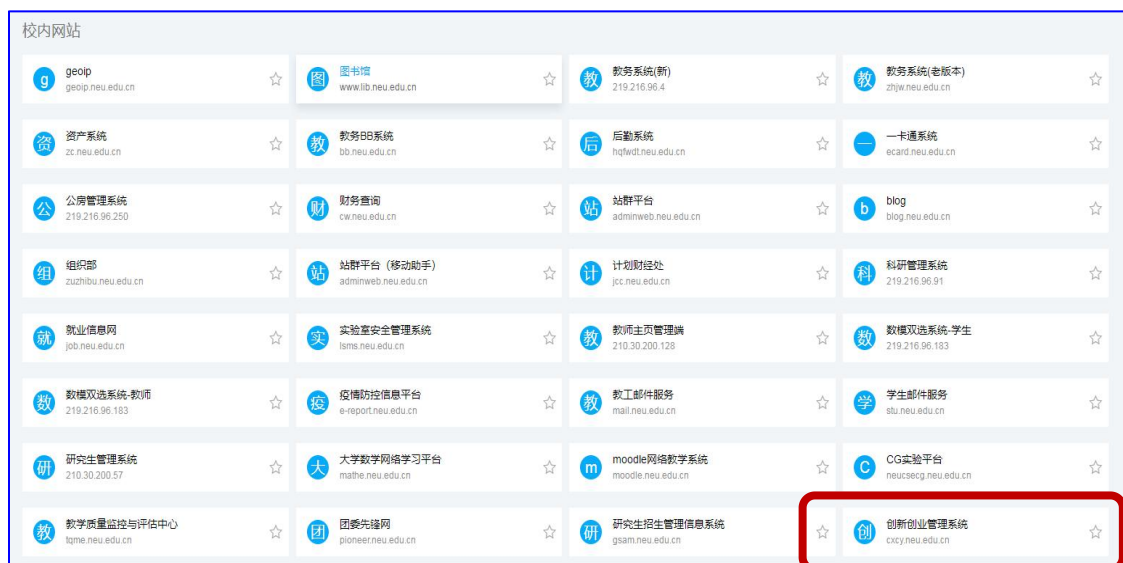 校内网站
g
geoip
geoip.neu.edu.cn
图
图书馆
www.lib.neu.edu.cn
教
教务系统(新)
219.216.96.4
教
教务系统(老版本)
zhjw.neu.edu.cn
资
资产系统
zc.neu.edu.cn
教
教务BB系统
bb.neu.edu.cn
后
后勤系统
hqfwdt.neu.edu.cn
一
一卡通系统
ecard.neu.edu.cn
公
公房管理系统
219.216.96.250
财
财务查询
cw.neu.edu.cn
站
站群平台
adminweb.neu.edu.cn
b
blog
blog.neu.edu.cn
组
组织部
zuzhibu.neu.edu.cn
站
站群平台（移动助手）
adminweb.neu.edu.cn
计
计划财经处
jcc.neu.edu.cn
科
科研管理系统
219.216.96.91
就
就业信息网
job.neu.edu.cn
实
实验室安全管理系统
lsms.neu.edu.cn
教
教师主页管理端
210.30.200.128
数
数模双选系统-学生
219.216.96.183
数
数模双选系统-教师
219.216.96.183
疫
疫情防控信息平台
e-report.neu.edu.cn
教
教工邮件服务
mail.neu.edu.cn
学
学生邮件服务
stu.neu.edu.cn
研
研究生管理系统
210.30.200.57
大
大学数学网络学习平台
mathe.neu.edu.cn
m
moodle网络教学系统
moodle.neu.edu.cn
C
CG实验平台
neucsecg.neu.edu.cn
教
教学质量监控与评估中心
tqme.neu.edu.cn
团
团委先锋网
pioneer.neu.edu.cn
研
研究生招生管理信息系统
gsam.neu.edu.cn
创
创新创业管理系统
cxcy.neu.edu.cn